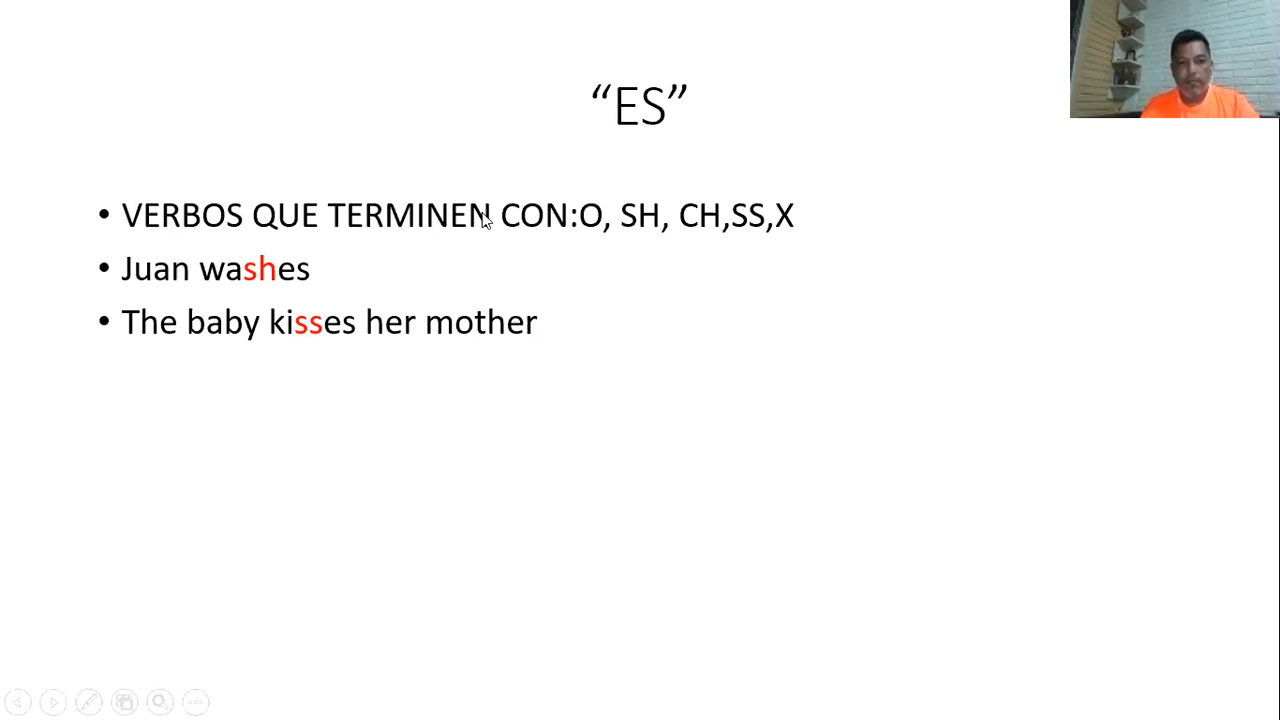 “ES”
• VERBOS QUE TERMINEN CON:O, SH, CH,SS,X
• Juan washes
• The baby kisses her mother